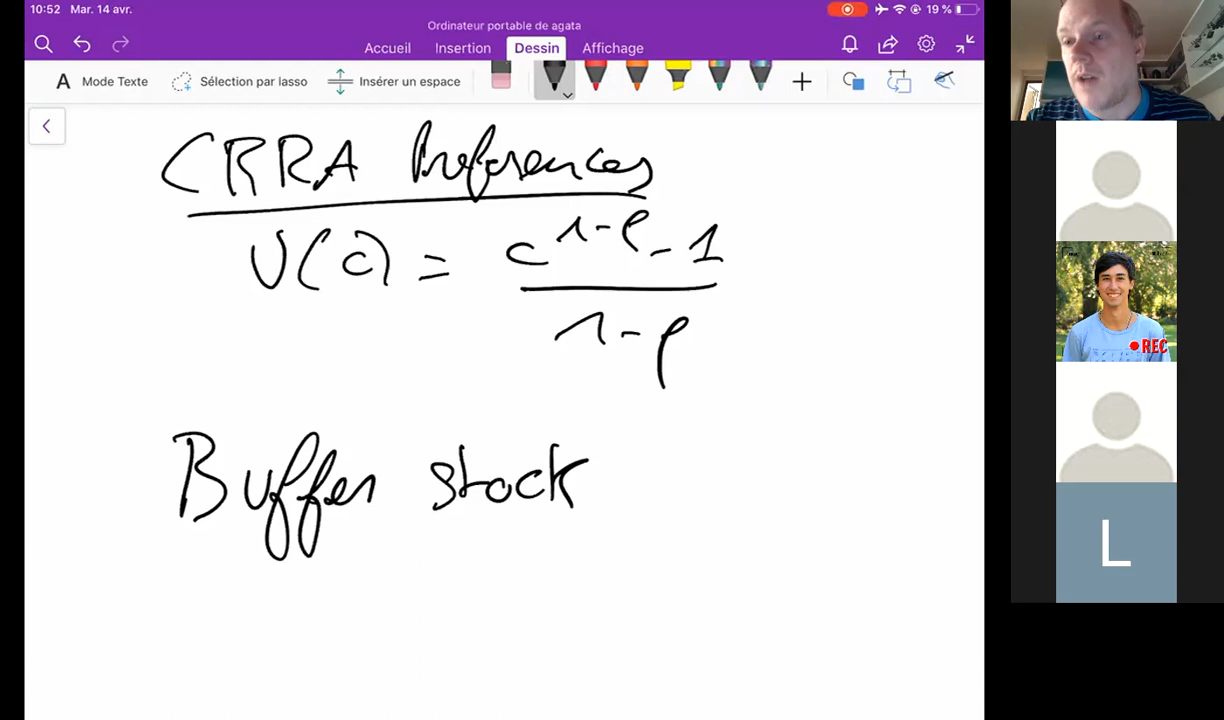 10:52 Mar. 14 avr.
19 %
Ordinateur portable de agata
Accueil Insertion Dessin Affichage
A Mode Texte Sélection par lasso Insérer un espace
CRRA Preferences
U(c) = c^{1-ρ} - 1
1-ρ
Buffer stock
REC
L